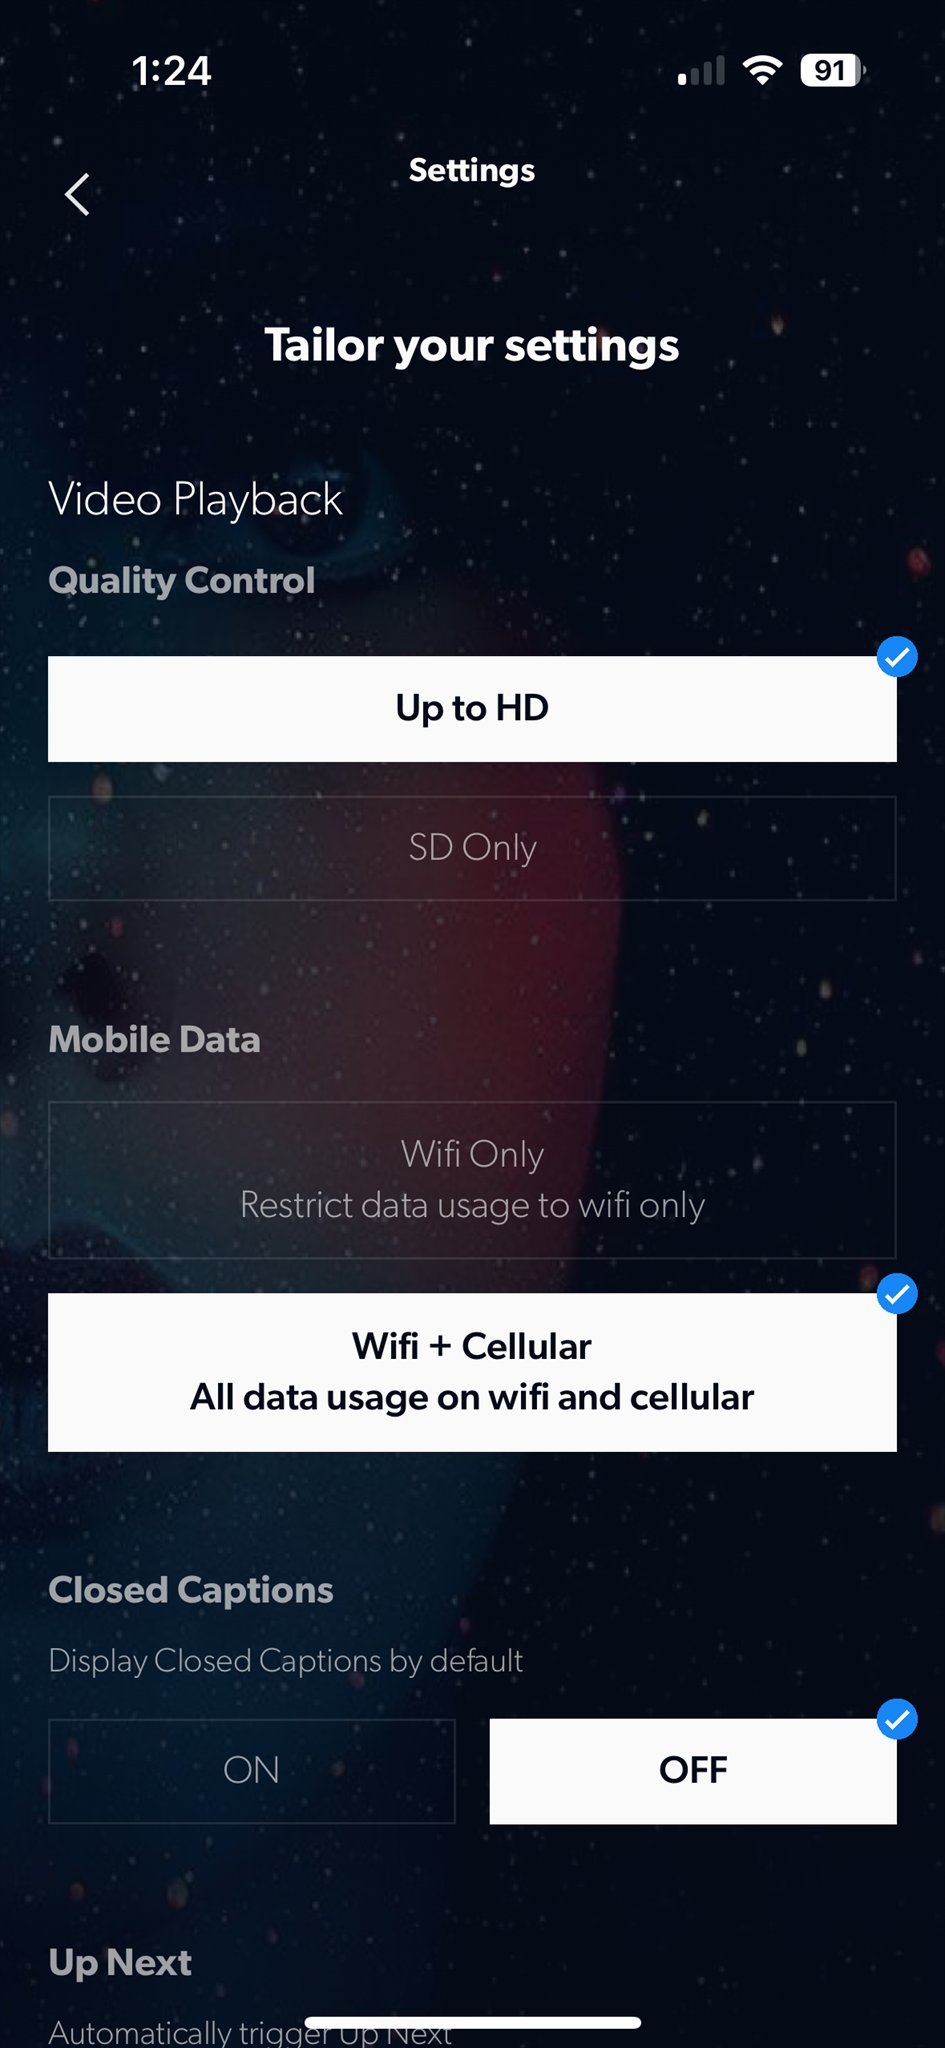 1:24
91
Settings
Tailor your settings
Video Playback
Quality Control
Up to HD
SD Only
Mobile Data
Wifi Only
Restrict data usage to wifi only
Wifi + Cellular
All data usage on wifi and cellular
Closed Captions
Display Closed Captions by default
ON
OFF
Up Next
Automatically trigger Up Next